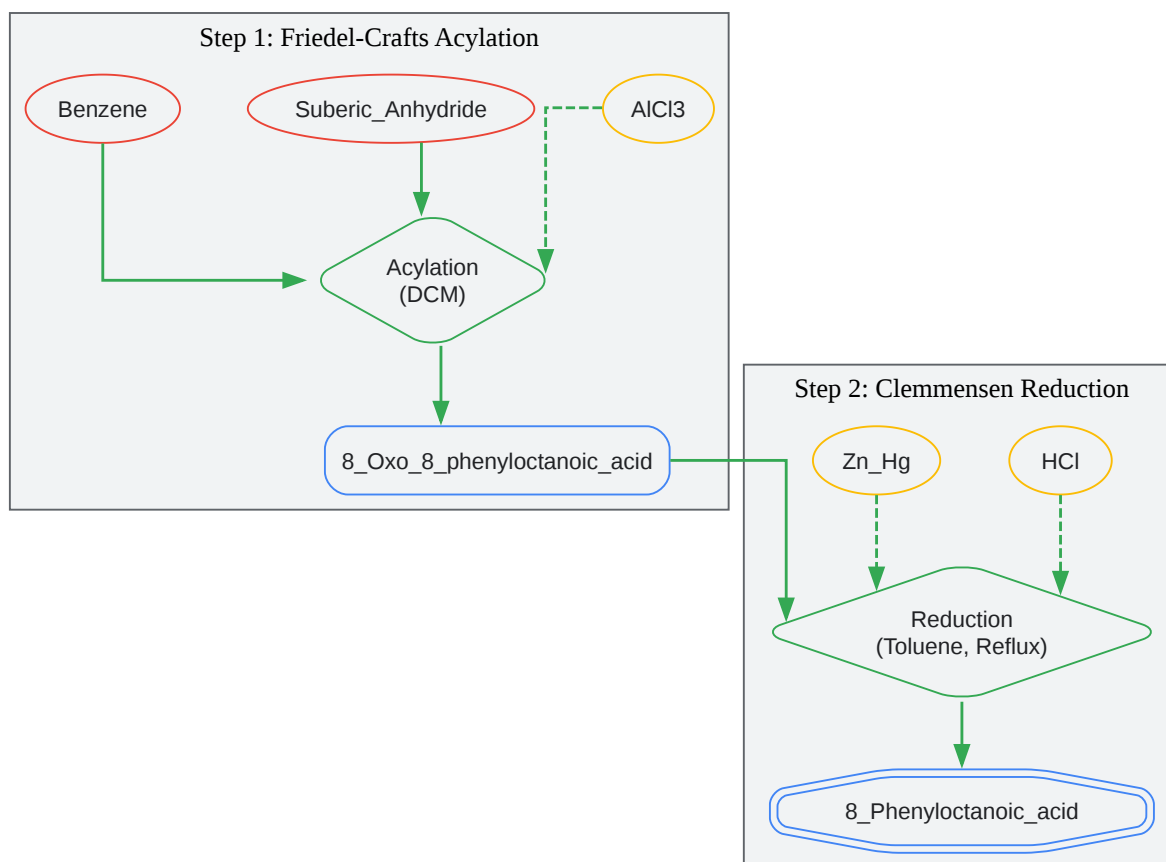 Step 1: Friedel-Crafts Acylation
Benzene
Suberic_Anhydride
AlCl3
Acylation
(DCM)
8_Oxo_8_phenyloctanoic_acid
Step 2: Clemmensen Reduction
Zn_Hg
HCl
Reduction
(Toluene, Reflux)
8_Phenyloctanoic_acid